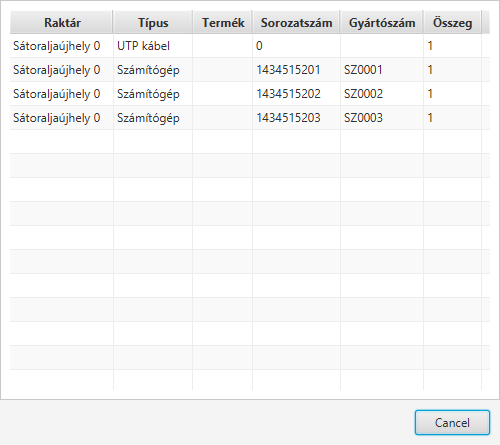 Raktár Típus Termék Sorozatszám Gyártószám Összeg
Sátoraljaújhely 0 UTP kábel 0 1
Sátoraljaújhely 0 Számítógép 1434515201 SZ0001 1
Sátoraljaújhely 0 Számítógép 1434515202 SZ0002 1
Sátoraljaújhely 0 Számítógép 1434515203 SZ0003 1
Cancel